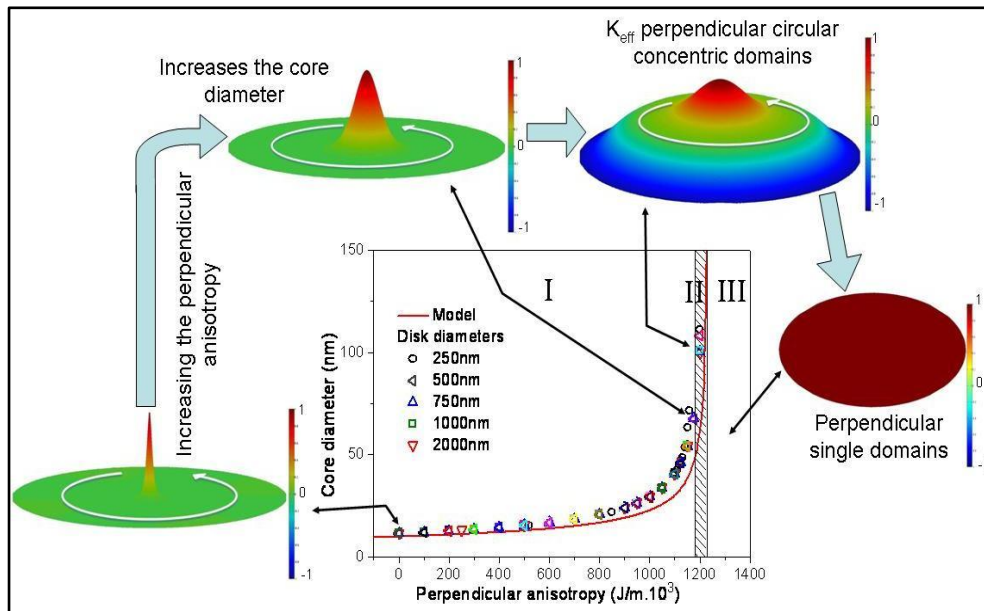 Increases the core
diameter
K_eff perpendicular circular
concentric domains
1
0
-1
1
0
-1
Increasing the perpendicular
anisotropy
1
0
-1
150
100
50
0
Core diameter (nm)
I
II
III
Model
Disk diameters
250nm
500nm
750nm
1000nm
2000nm
0
200
400
600
800
1000
1200
1400
Perpendicular anisotropy (J/m.10³)
1
0
-1
Perpendicular
single domains